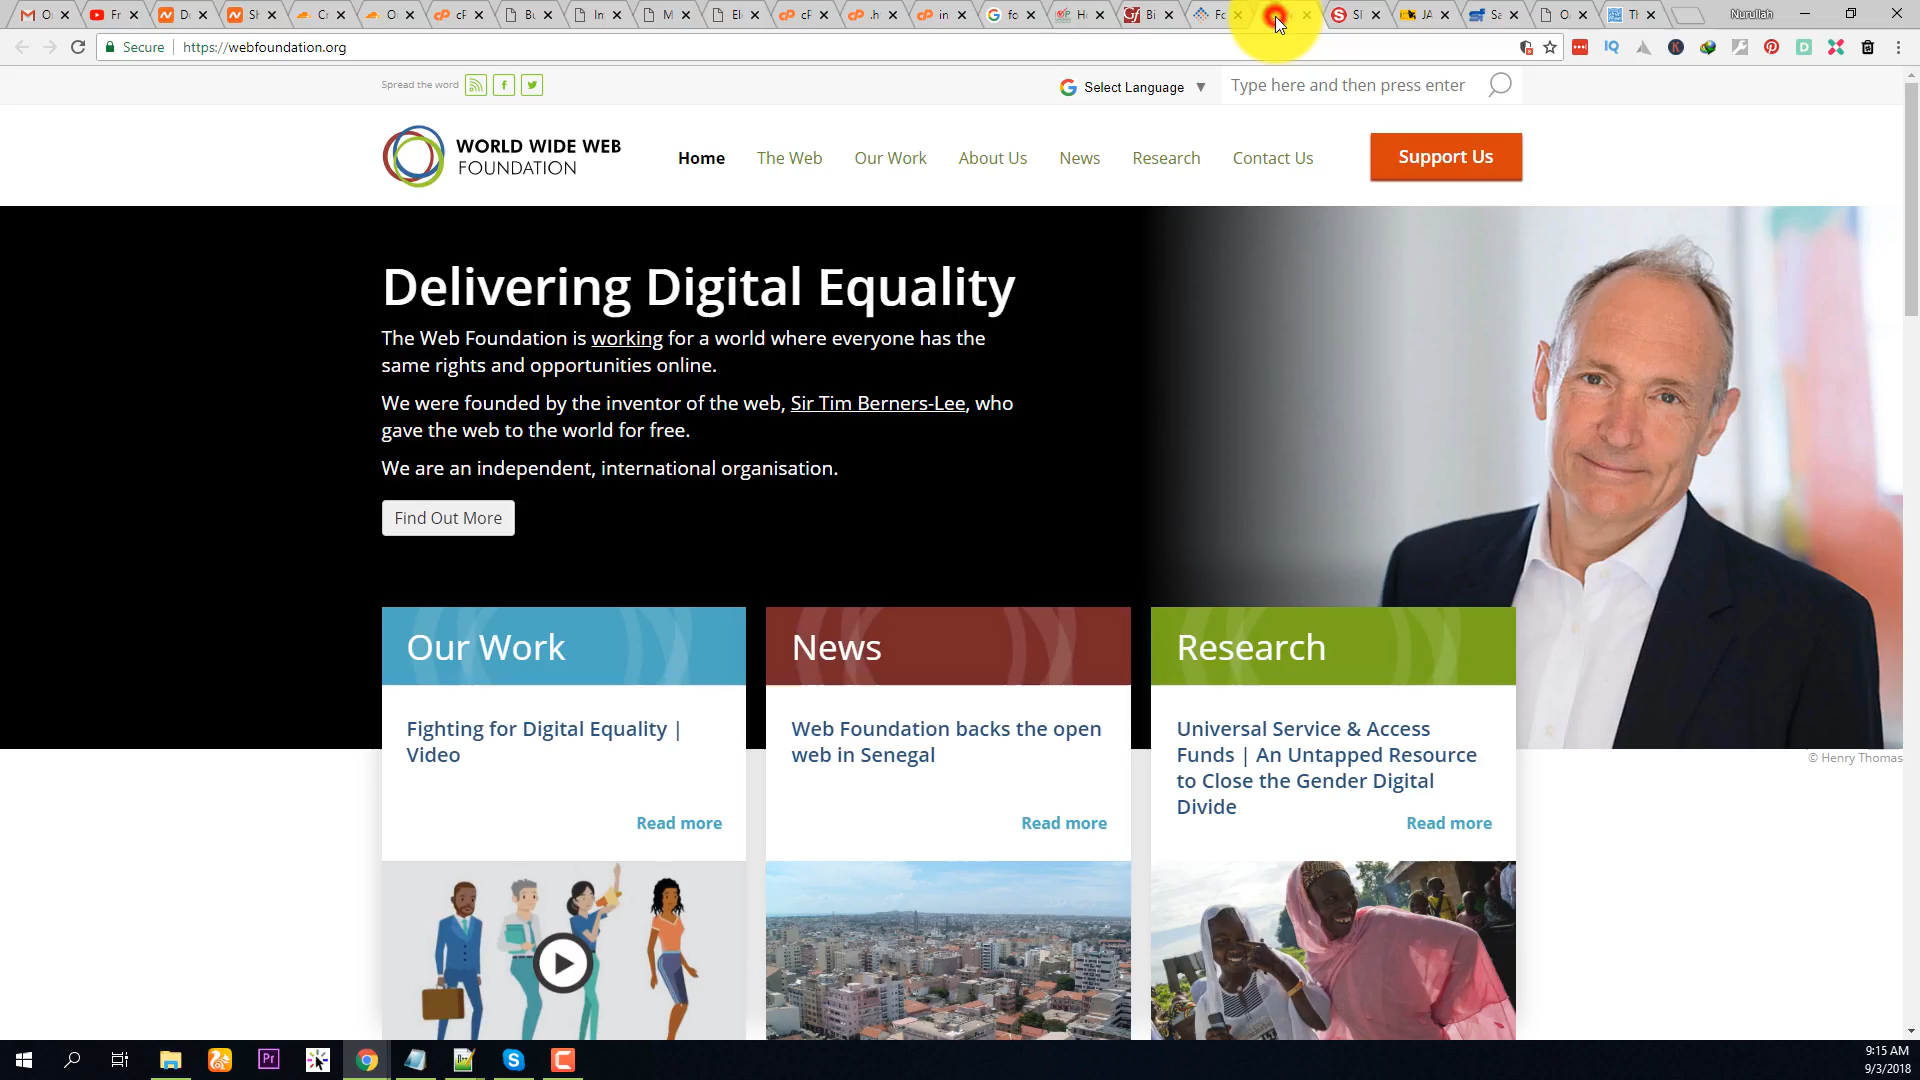 Nurullah
Secure
https://webfoundation.org
Spread the word
Select Language ▼
Type here and then press enter
WORLD WIDE WEB
FOUNDATION
Home
The Web
Our Work
About Us
News
Research
Contact Us
Support Us
Delivering Digital Equality
The Web Foundation is working for a world where everyone has the
same rights and opportunities online.
We were founded by the inventor of the web, Sir Tim Berners-Lee, who
gave the web to the world for free.
We are an independent, international organisation.
Find Out More
Our Work
Fighting for Digital Equality |
Video
Read more
News
Web Foundation backs the open
web in Senegal
Read more
Research
Universal Service & Access
Funds | An Untapped Resource
to Close the Gender Digital
Divide
Read more
© Henry Thomas
9:15 AM
9/3/2018